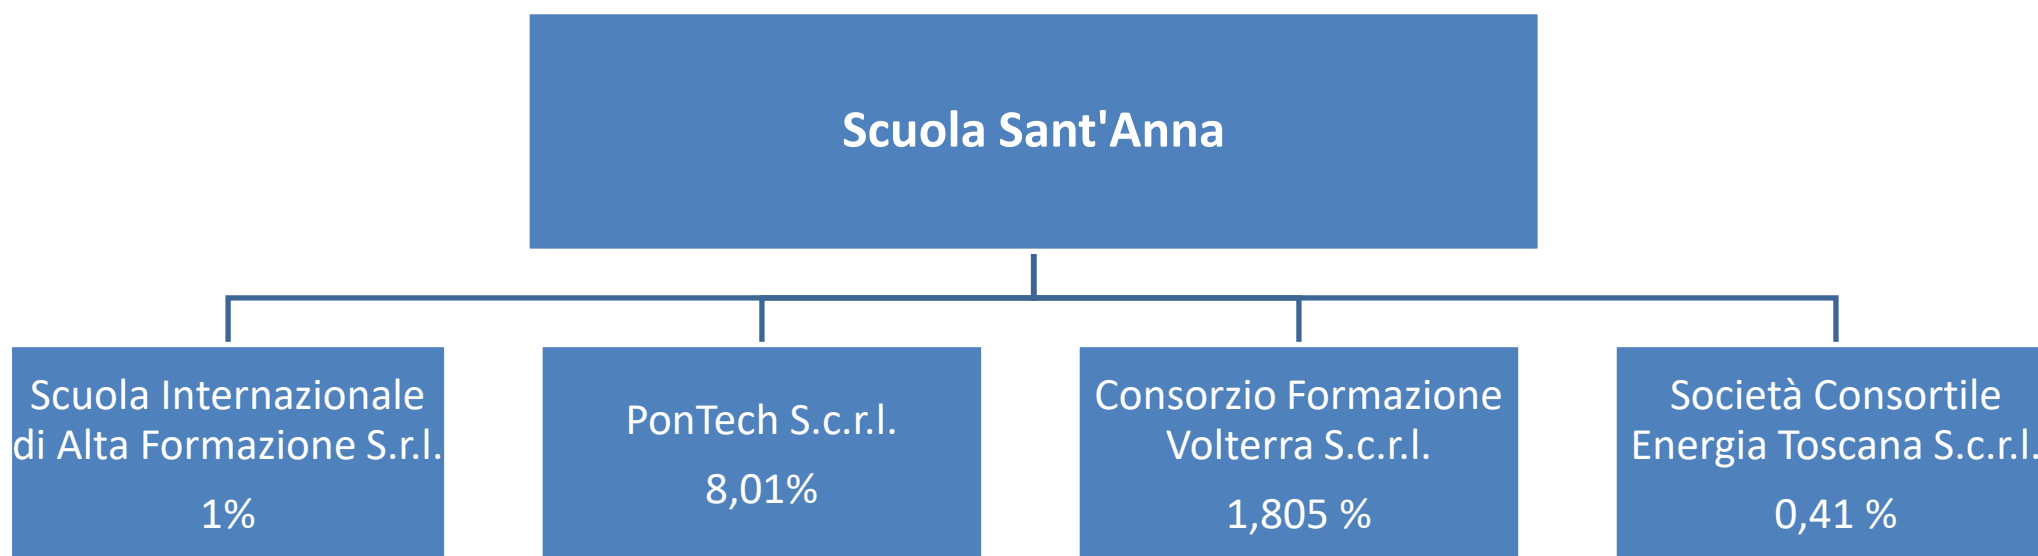 Scuola Sant'Anna
Scuola Internazionale
di Alta Formazione S.r.l.
1%
PonTech S.c.r.l.
8,01%
Consorzio Formazione
Volterra S.c.r.l.
1,805 %
Società Consortile
Energia Toscana S.c.r.l.
0,41 %